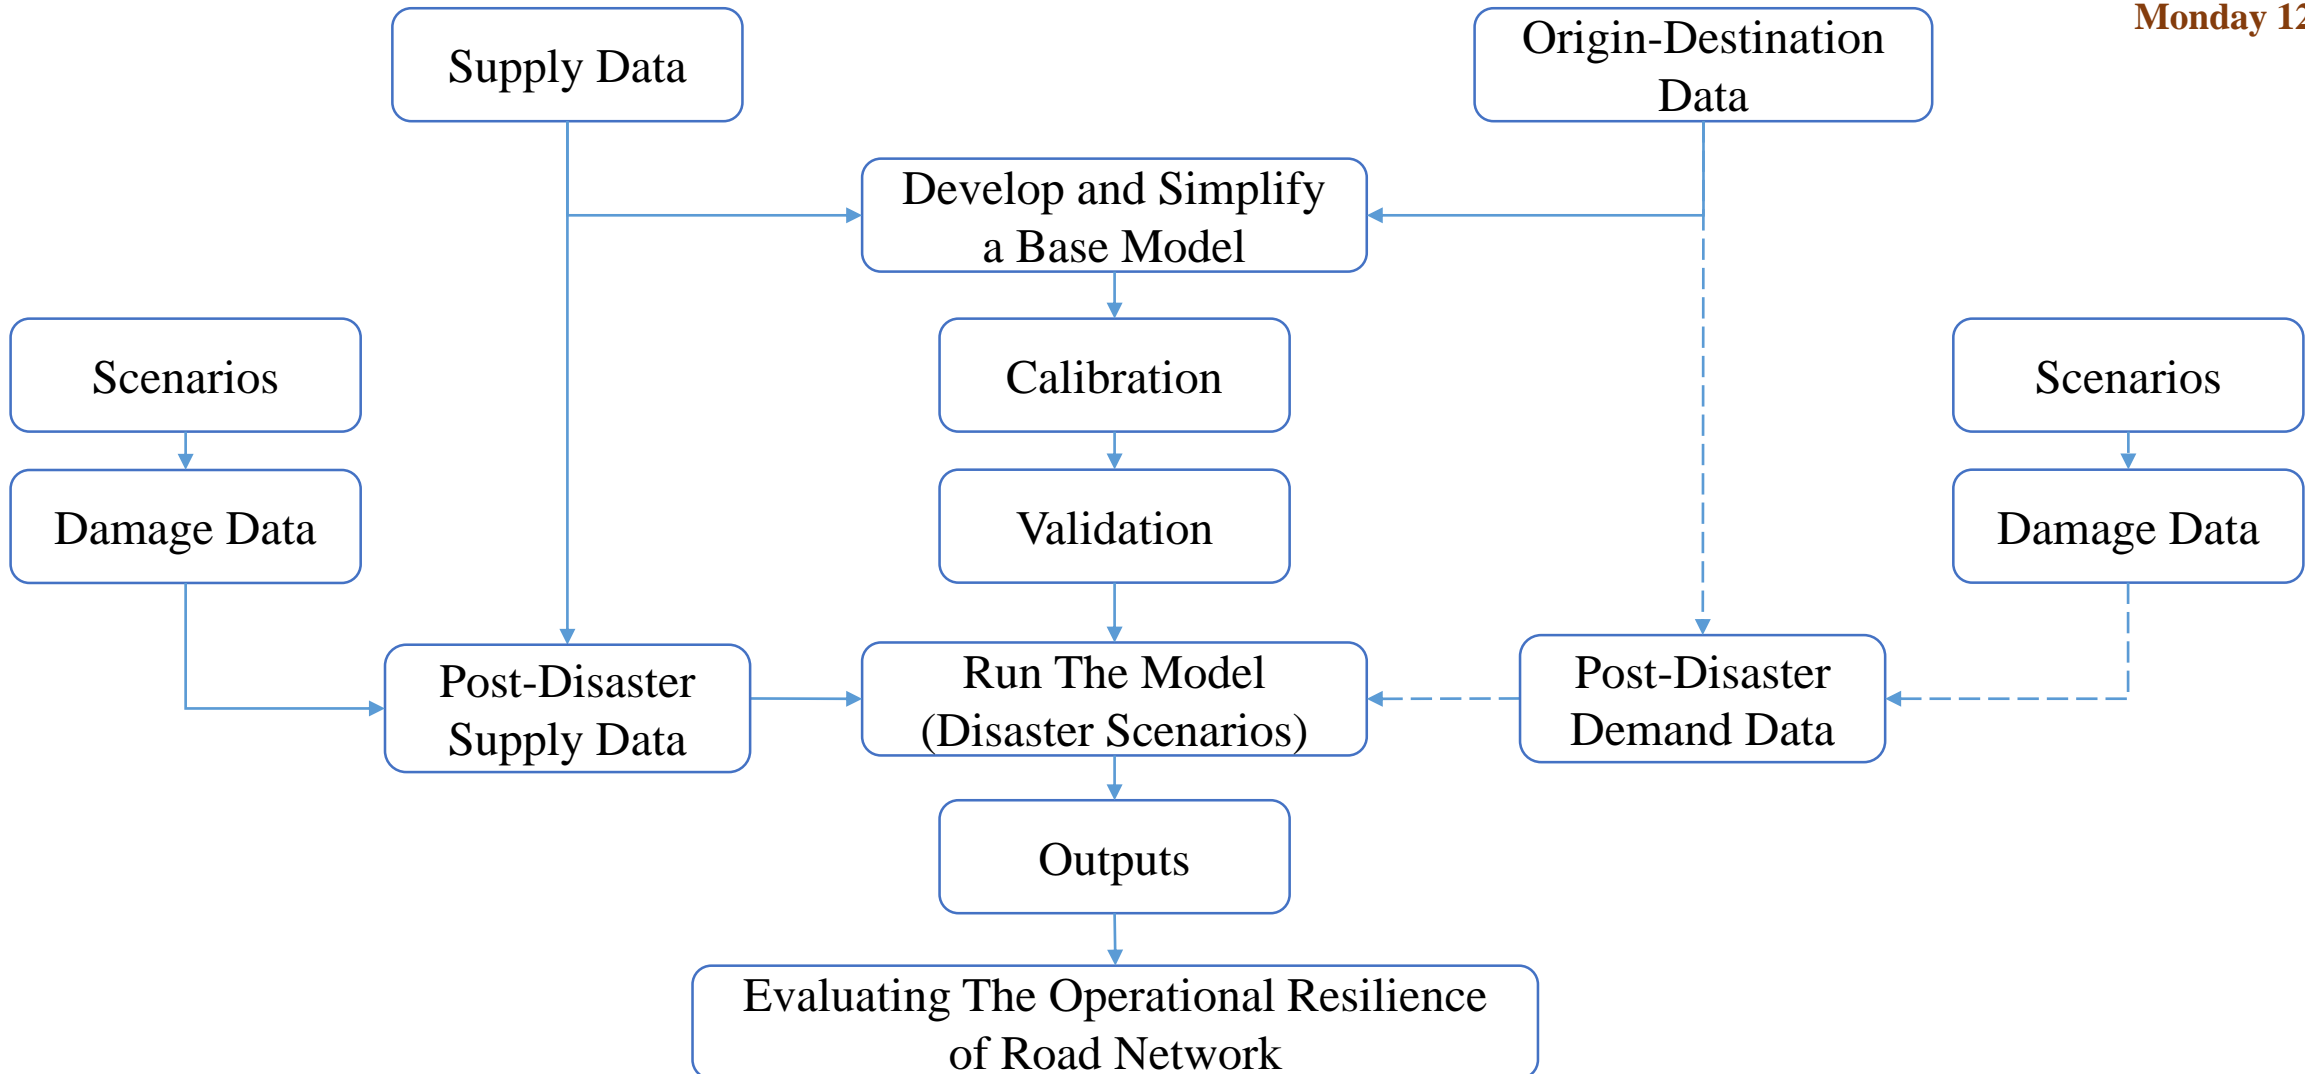 Monday 12
Supply Data
Origin-Destination
Data
Develop and Simplify
a Base Model
Scenarios
Calibration
Scenarios
Damage Data
Validation
Damage Data
Post-Disaster
Supply Data
Run The Model
(Disaster Scenarios)
Post-Disaster
Demand Data
Outputs
Evaluating The Operational Resilience
of Road Network